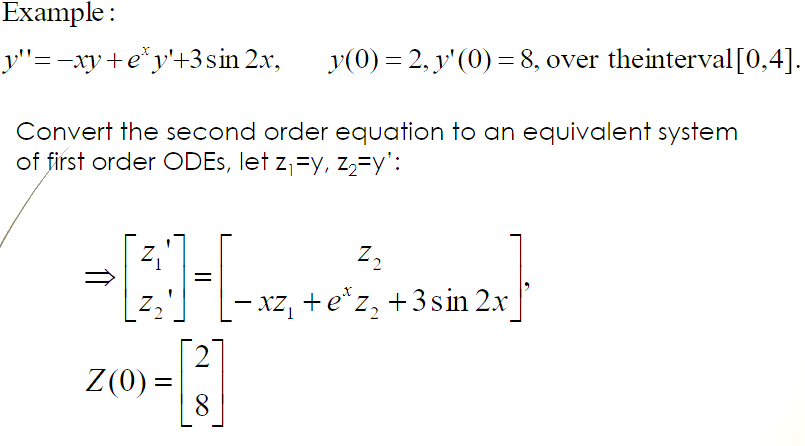 Example:
y''= −xy + eˣ y'+3 sin 2x, y(0) = 2, y'(0) = 8, over theinterval[0,4].
Convert the second order equation to an equivalent system
of first order ODEs, let z₁=y, z₂=y':
⇒ [z₁' z₂'] = [z₂ − xz₁ + eˣz₂ + 3 sin 2x],
Z(0) = [2 8]